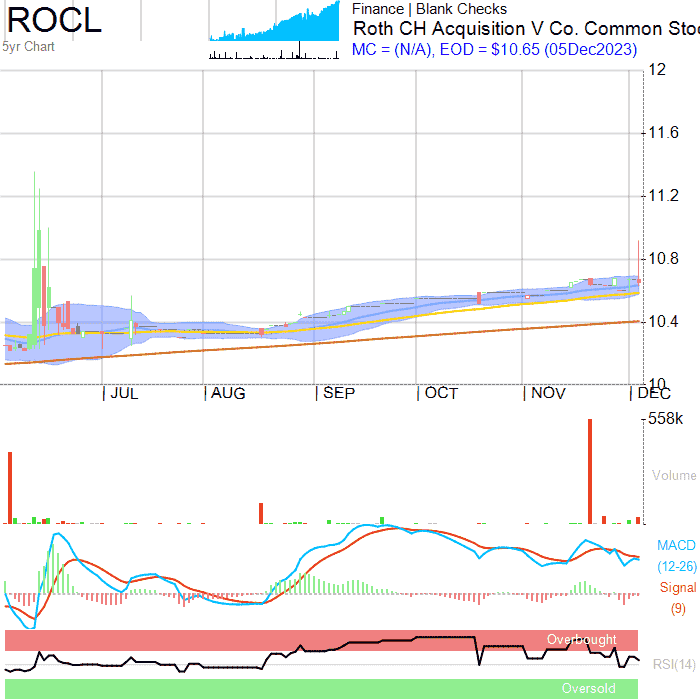 ROCL
5yr Chart
Finance | Blank Checks
Roth CH Acquisition V Co. Common Stoc
MC = (N/A), EOD = $10.65 (05Dec2023)
12
11.6
11.2
10.8
10.4
10
JUL AUG SEP OCT NOV DEC
558k
Volume
MACD
(12-26)
Signal
(9)
Overbought
RSI(14)
Oversold